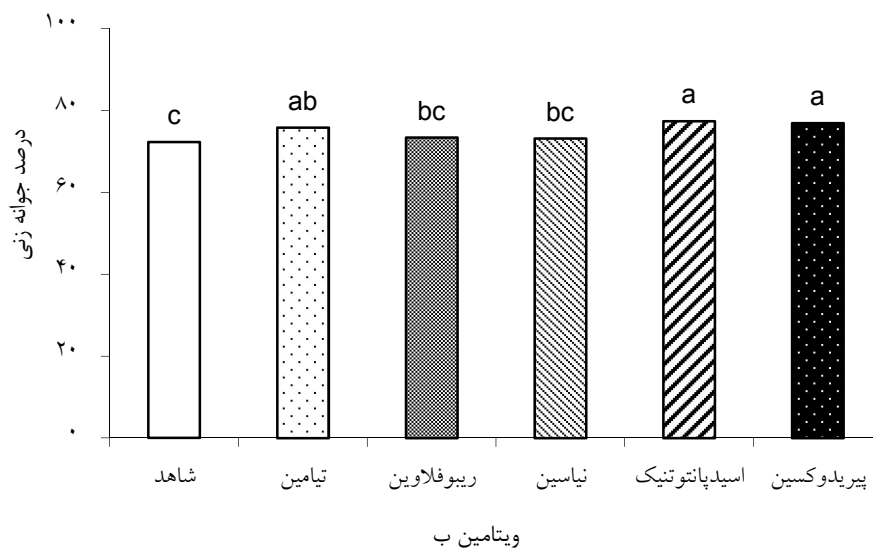 ۱۰۰
۸۰
۶۰
۴۰
۲۰
۰
درصد جوانه زنی
c
ab
bc
bc
a
a
شاهد
تیامین
ریبوفلاوین
نیاسین
اسیدپانتوتنیک
پیریدوکسین
ویتامین ب